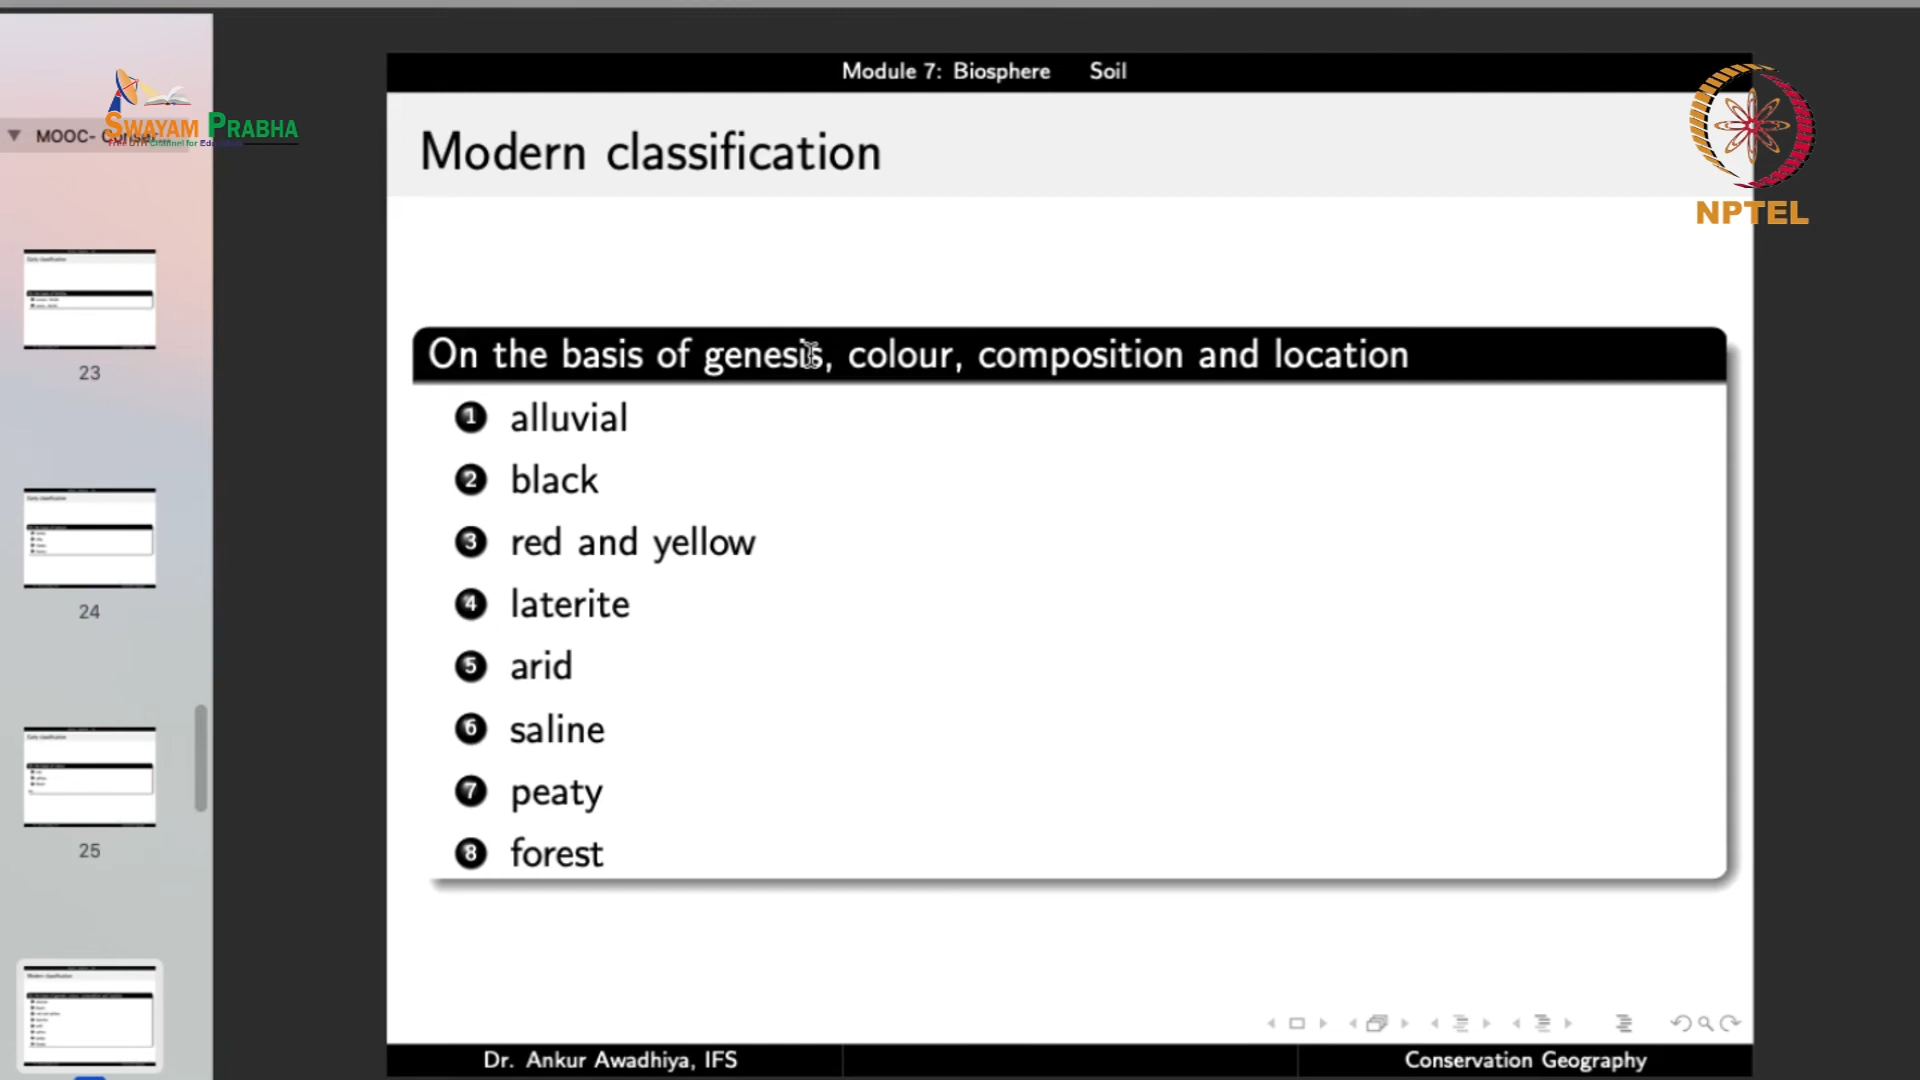 Module 7: Biosphere Soil
SWAYAM PRABHA
MOOC- Conser
NPTEL
Modern classification
On the basis of genesis, colour, composition and location
1 alluvial
2 black
3 red and yellow
4 laterite
5 arid
6 saline
7 peaty
8 forest
23
24
25
Dr. Ankur Awadhiya, IFS
Conservation Geography